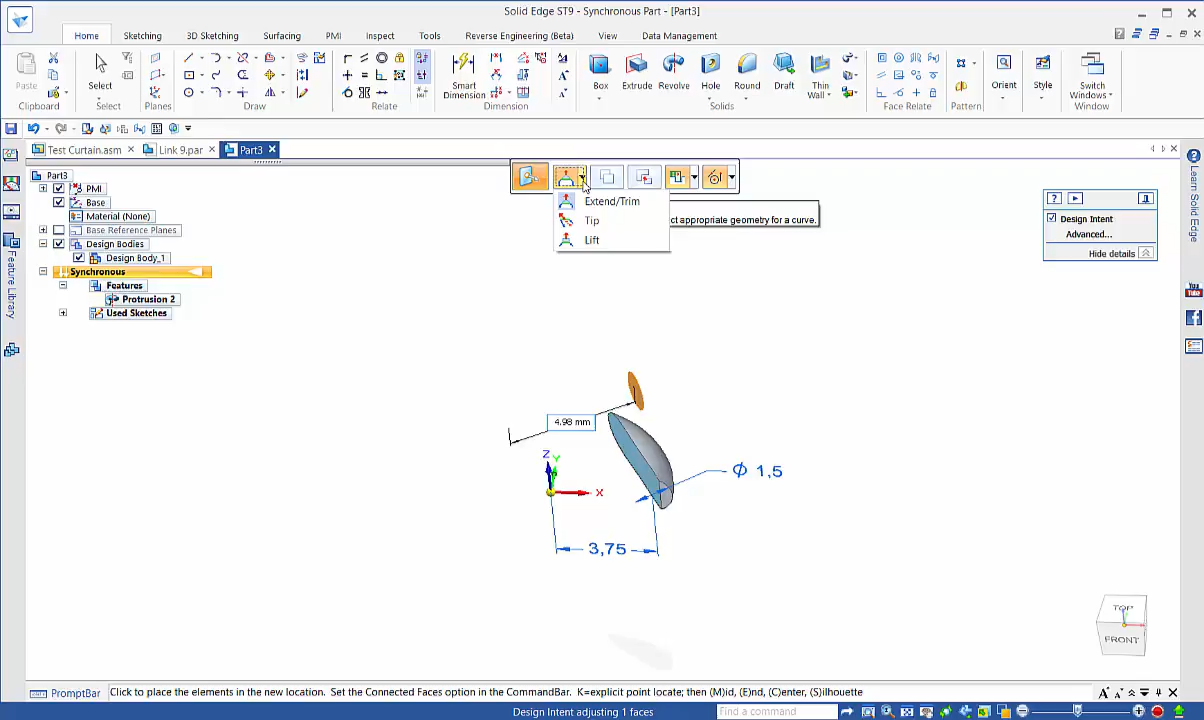 Solid Edge ST9 - Synchronous Part - [Part3]
Home Sketching 3D Sketching Surfacing PMI Inspect Tools Reverse Engineering (Beta) View Data Management
Paste Select Smart Dimension Box Extrude Revolve Hole Round Draft Thin Wall Orient Style Switch Windows
Clipboard Select Planes Draw Relate Dimension Solids Face Relate Pattern Window
Test Curtain.asm Link 9.par Part3
Part3
PMI
Base
Material (None)
Base Reference Planes
Design Bodies
Design Body_1
Synchronous
Features
Protrusion 2
Used Sketches
Feature Library
Extend/Trim
Tip
Lift
ct appropriate geometry for a curve.
Design Intent
Advanced...
Hide details
Learn Solid Edge
You
Tube
4.98 mm
Z
Y
X
Ø 1,5
3,75
TOP
FRONT
PromptBar Click to place the elements in the new location. Set the Connected Faces option in the CommandBar. K=explicit point locate; then (M)id, (E)nd, (C)enter, (S)ilhouette
Design Intent adjusting 1 faces Find a command